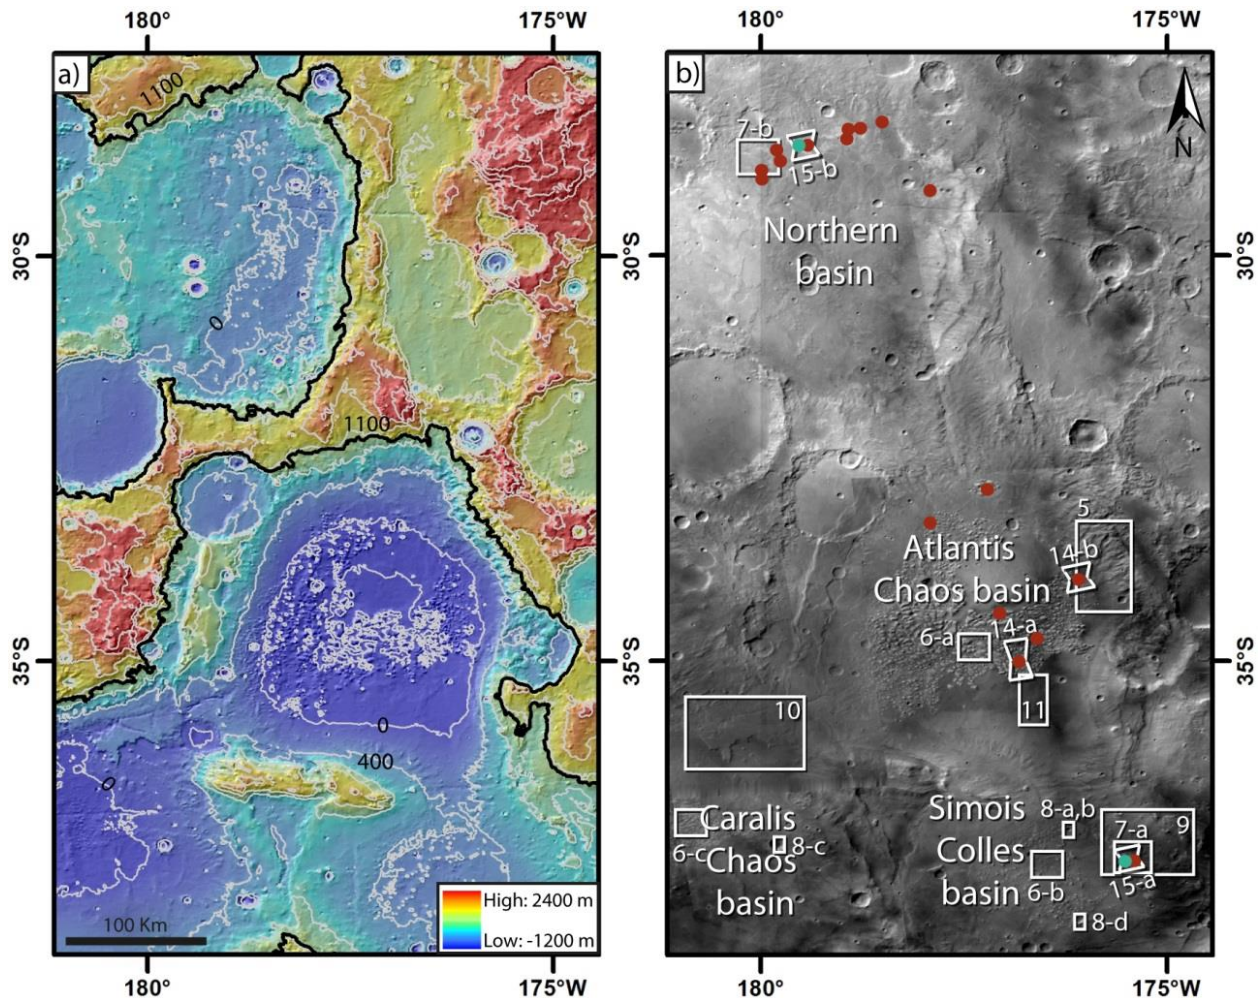 180°
175°W
180°
175°W
a)
1100
30°S
0
1100
35°S
0
400
0
High: 2400 m
Low: -1200 m
100 Km
180°
175°W
b)
N
7-b
15-b
Northern
basin
30°S
5
14-b
Atlantis
Chaos basin
6-a
14-a
35°S
11
10
Caralis
Chaos
basin
6-c
8-c
Simois
Colles
basin
8-a,b
9
7-a
15-a
6-b
8-d
180°
175°W